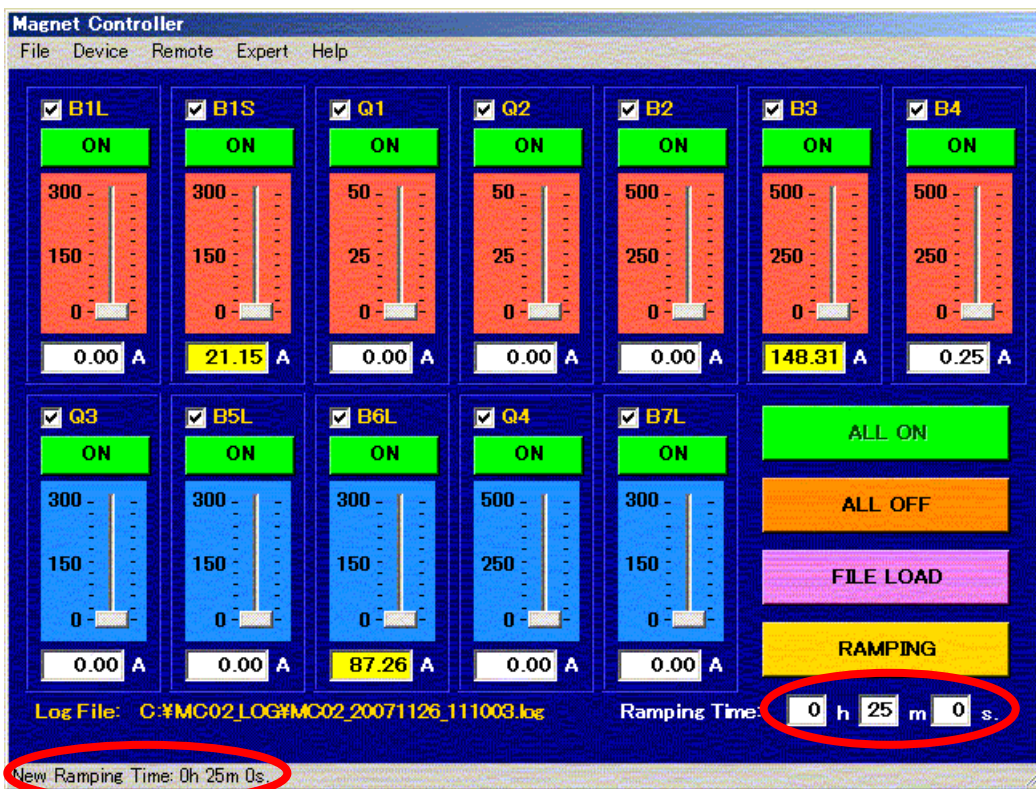 Magnet Controller
File Device Remote Expert Help
B1L B1S Q1 Q2 B2 B3 B4
ON ON ON ON ON ON ON
300 300 50 50 500 500 500
150 150 25 25 250 250 250
0 0 0 0 0 0 0
0.00 A 21.15 A 0.00 A 0.00 A 0.00 A 148.31 A 0.25 A
Q3 B5L B6L Q4 B7L
ON ON ON ON ON
300 300 300 500 300
150 150 150 250 150
0 0 0 0 0
0.00 A 0.00 A 87.26 A 0.00 A 0.00 A
ALL ON
ALL OFF
FILE LOAD
RAMPING
Log File: C:¥MC02_LOG¥MC02_20071126_111003.log Ramping Time: 0 h 25 m 0 s.
New Ramping Time: 0h 25m 0s.